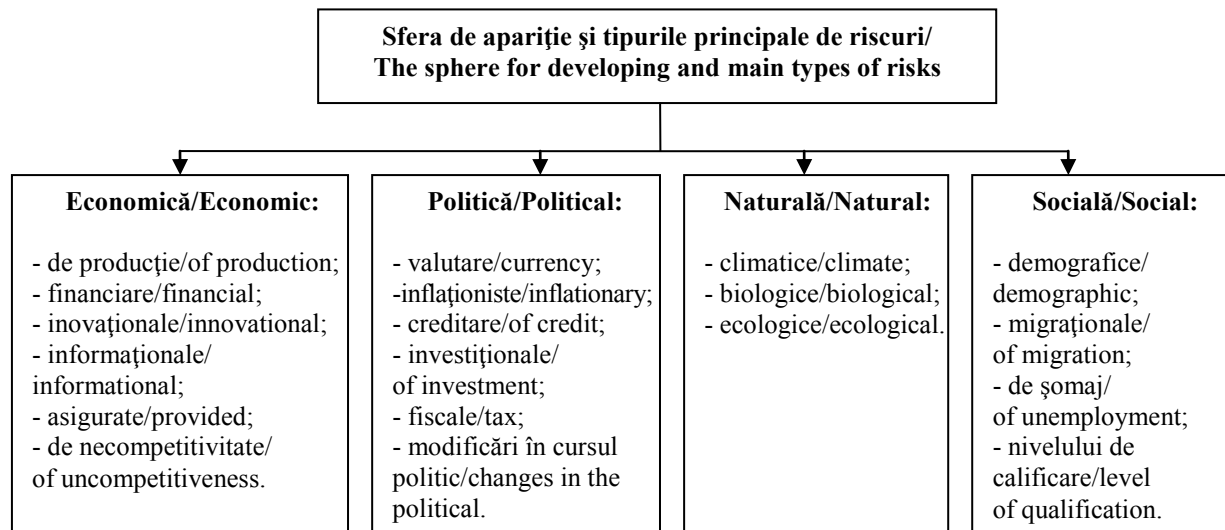 Sfera de apariţie şi tipurile principale de riscuri/
The sphere for developing and main types of risks
Economică/Economic:
- de producţie/of production;
- financiare/financial;
- inovaţionale/innovational;
- informaţionale/
informational;
- asigurate/provided;
- de necompetitivitate/
of uncompetitiveness.
Politică/Political:
- valutare/currency;
-inflaţioniste/inflationary;
- creditare/of credit;
- investiţionale/
of investment;
- fiscale/tax;
- modificări în cursul
politic/changes in the
political.
Naturală/Natural:
- climatice/climate;
- biologice/biological;
- ecologice/ecological.
Socială/Social:
- demografice/
demographic;
- migraţionale/
of migration;
- de şomaj/
of unemployment;
- nivelului de
calificare/level
of qualification.